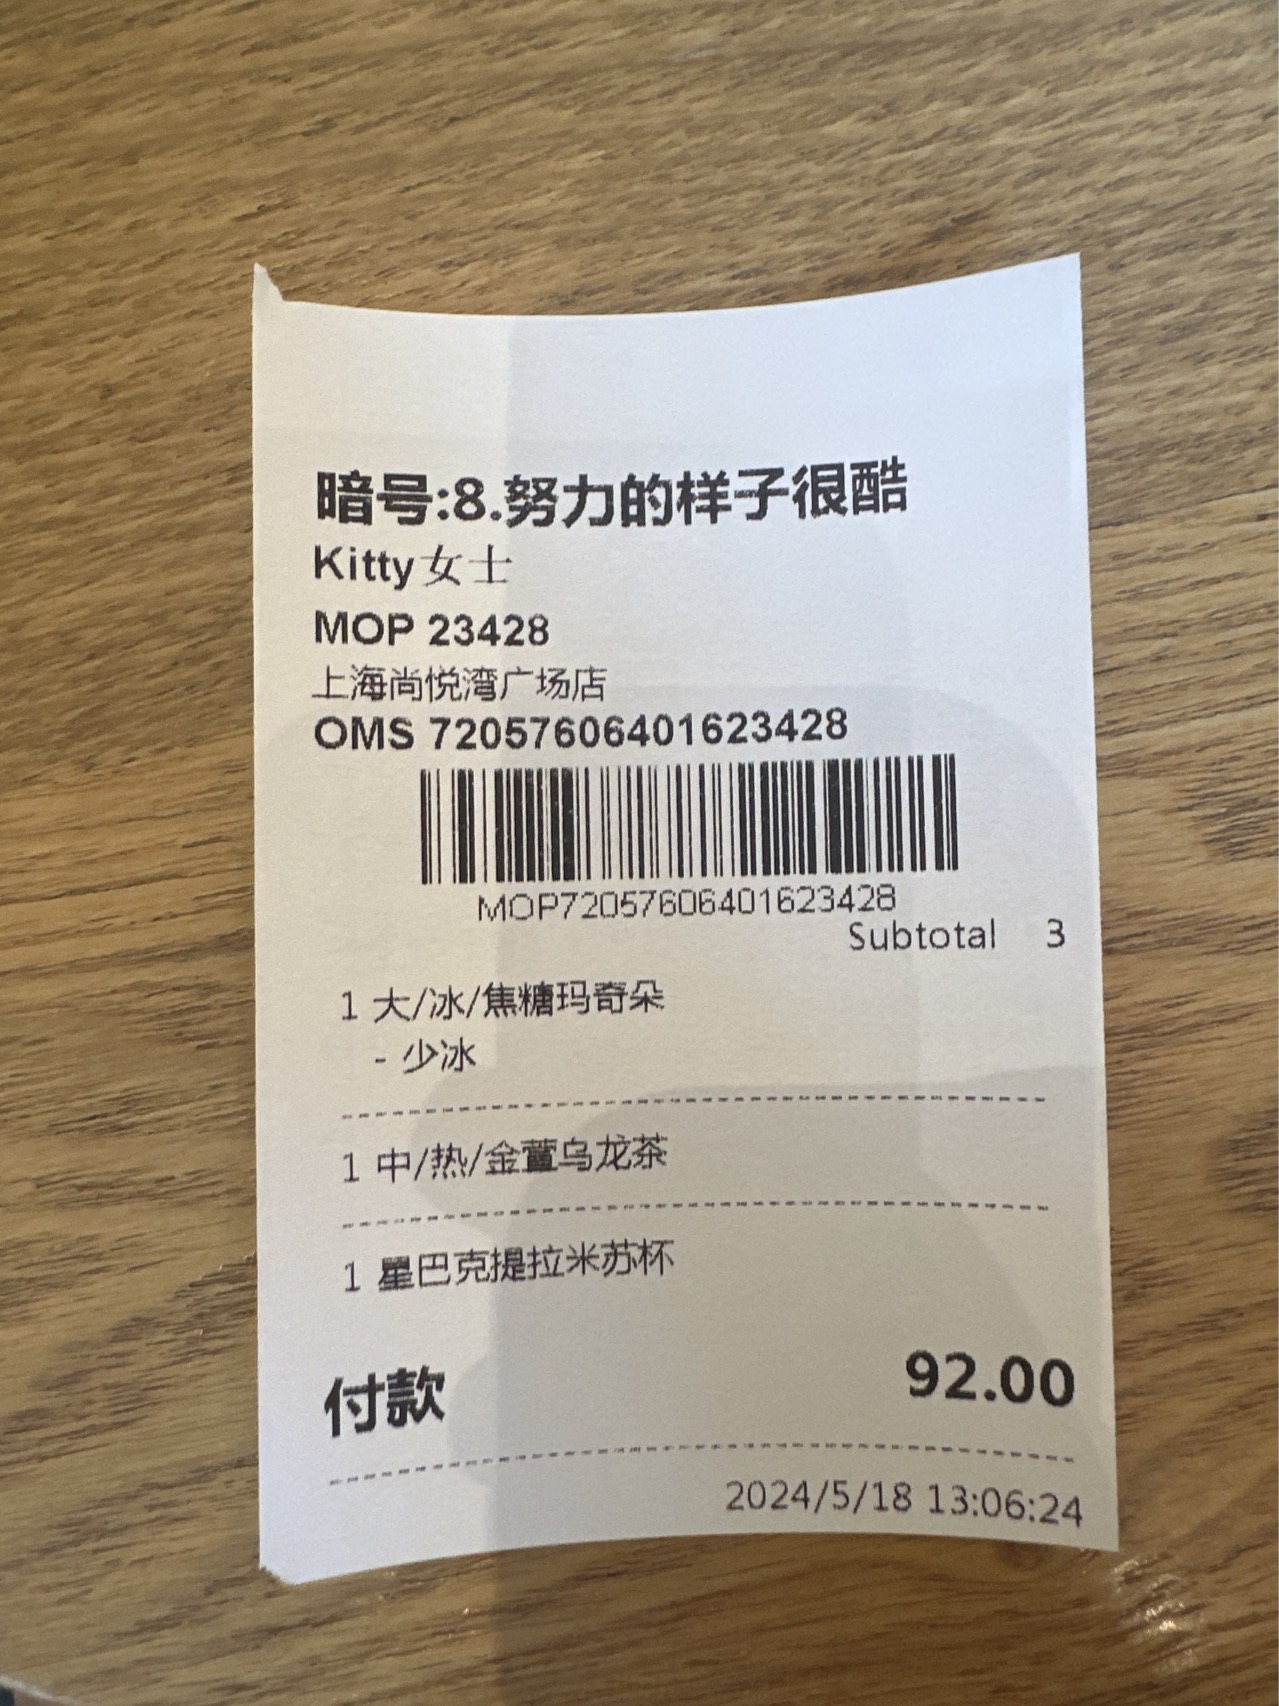 暗号:8.努力的样子很酷
Kitty女士
MOP 23428
上海尚悦湾广场店
OMS 72057606401623428
MOP72057606401623428
Subtotal 3
1 大/冰/焦糖玛奇朵
- 少冰
1 中/热/金萱乌龙茶
1 星巴克提拉米苏杯
付款 92.00
2024/5/18 13:06:24